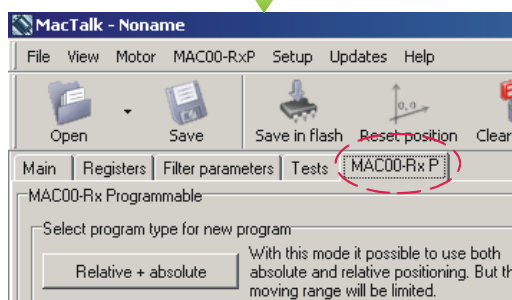 MacTalk - Noname
File View Motor MAC00-RxP Setup Updates Help
0,0
Open Save Save in flash Reset position Clear
Main Registers Filter parameters Tests MAC00-Rx P
MAC00-Rx Programmable
Select program type for new program
With this mode it possible to use both
Relative + absolute absolute and relative positioning. But
moving range will be limited.